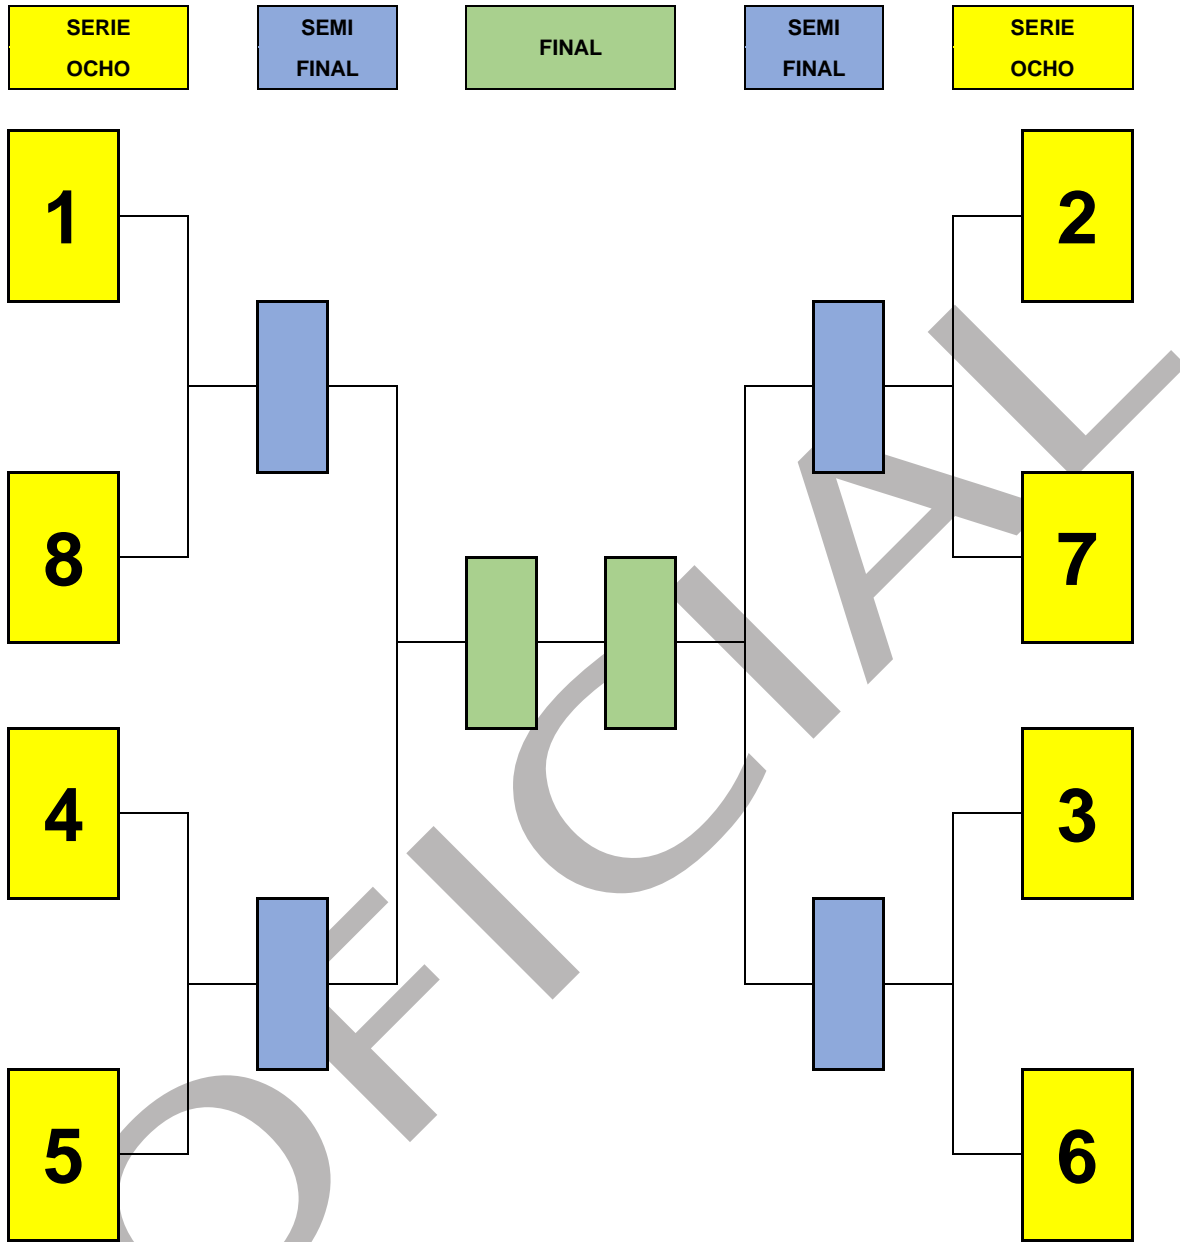 SERIE
OCHO
SEMI
FINAL
FINAL
SEMI
FINAL
SERIE
OCHO
1
2
8
7
4
3
5
6
OFICIAL